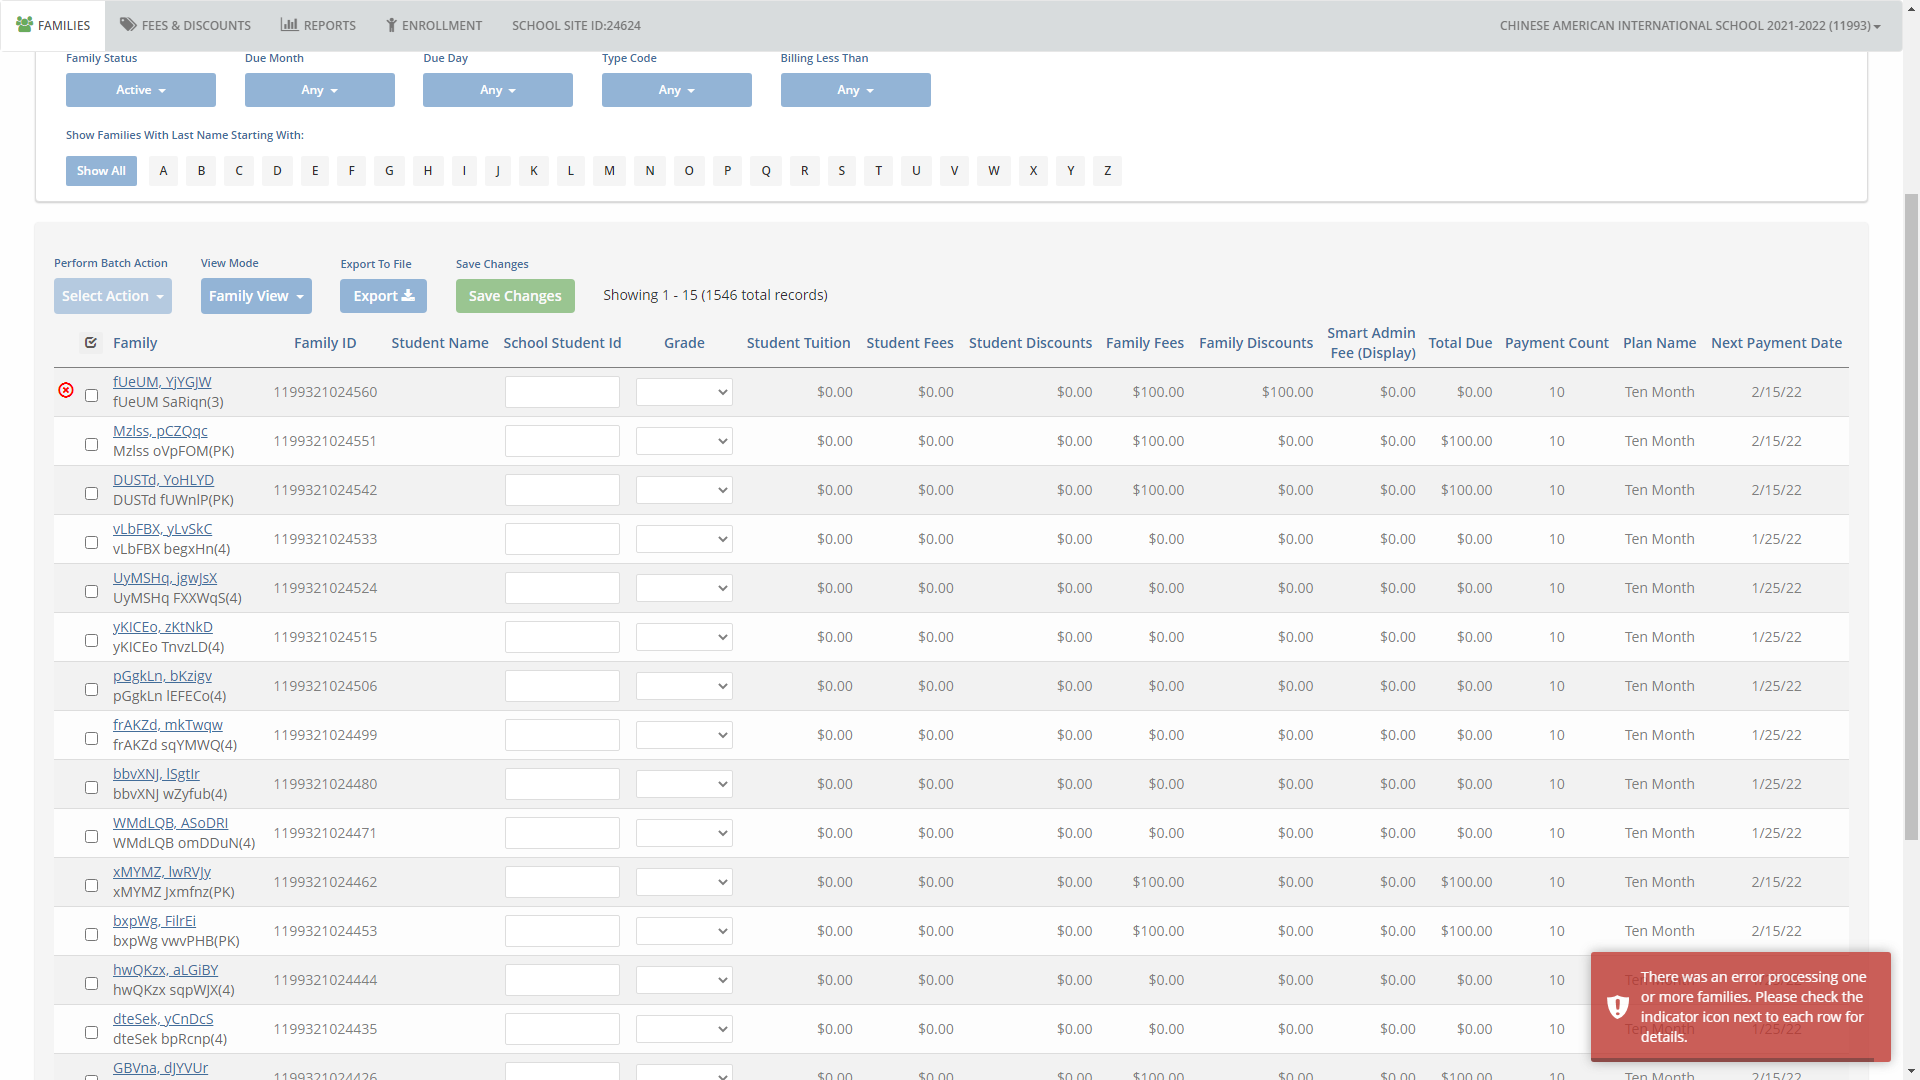 FAMILIES FEES & DISCOUNTS REPORTS ENROLLMENT SCHOOL SITE ID:24624 CHINESE AMERICAN INTERNATIONAL SCHOOL 2021-2022 (11993)
Family Status Due Month Due Day Type Code Billing Less Than
Active Any Any Any Any
Show Families With Last Name Starting With:
Show All A B C D E F G H I J K L M N O P Q R S T U V W X Y Z
Perform Batch Action View Mode Export To File Save Changes
Select Action Family View Export Save Changes Showing 1 - 15 (1546 total records)
Family Family ID Student Name School Student Id Grade Student Tuition Student Fees Student Discounts Family Fees Family Discounts Smart Admin Fee (Display) Total Due Payment Count Plan Name Next Payment Date
fUeUM, YjYGJW
fUeUM SaRiqn(3) 1199321024560 $0.00 $0.00 $0.00 $100.00 $100.00 $0.00 $0.00 10 Ten Month 2/15/22
Mzlss, pCZQqc
Mzlss oVpFOM(PK) 1199321024551 $0.00 $0.00 $0.00 $100.00 $0.00 $0.00 $100.00 10 Ten Month 2/15/22
DUSTd, YoHLYD
DUSTd fUWnlP(PK) 1199321024542 $0.00 $0.00 $0.00 $100.00 $0.00 $0.00 $100.00 10 Ten Month 2/15/22
vLbFBX, yLvSkC
vLbFBX begxHn(4) 1199321024533 $0.00 $0.00 $0.00 $0.00 $0.00 $0.00 $0.00 10 Ten Month 1/25/22
UyMSHq, jgwJsX
UyMSHq FXXWqS(4) 1199321024524 $0.00 $0.00 $0.00 $0.00 $0.00 $0.00 $0.00 10 Ten Month 1/25/22
yKICEo, zKtNkD
yKICEo TnvzLD(4) 1199321024515 $0.00 $0.00 $0.00 $0.00 $0.00 $0.00 $0.00 10 Ten Month 1/25/22
pGgkLn, bKzigv
pGgkLn lEFECo(4) 1199321024506 $0.00 $0.00 $0.00 $0.00 $0.00 $0.00 $0.00 10 Ten Month 1/25/22
frAKZd, mkTwqw
frAKZd sqYMWQ(4) 1199321024499 $0.00 $0.00 $0.00 $0.00 $0.00 $0.00 $0.00 10 Ten Month 1/25/22
bbvXNJ, lSgtIr
bbvXNJ wZyfub(4) 1199321024480 $0.00 $0.00 $0.00 $0.00 $0.00 $0.00 $0.00 10 Ten Month 1/25/22
WMdLQB, ASoDRI
WMdLQB omDDuN(4) 1199321024471 $0.00 $0.00 $0.00 $0.00 $0.00 $0.00 $0.00 10 Ten Month 1/25/22
xMYMZ, lwRVJy
xMYMZ Jxmfnz(PK) 1199321024462 $0.00 $0.00 $0.00 $100.00 $0.00 $0.00 $100.00 10 Ten Month 2/15/22
bxpWg, FilrEi
bxpWg vwvPHB(PK) 1199321024453 $0.00 $0.00 $0.00 $100.00 $0.00 $0.00 $100.00 10 Ten Month 2/15/22
hwQKzx, aLGiBY
hwQKzx sqpWJX(4) 1199321024444 $0.00 $0.00 $0.00 $0.00 $0.00 $0.00 $0.00 10
dteSek, yCnDcS
dteSek bpRcnp(4) 1199321024435 $0.00 $0.00 $0.00 $0.00 $0.00 $0.00 $0.00 10 Ten Month 1/25/22
GBVna, dJYVUr
1199321024426 $0.00 $0.00 $0.00 $100.00 $0.00 $0.00 $100.00 10 Ten Month 2/15/22
There was an error processing one
or more families. Please check the
indicator icon next to each row for
details.